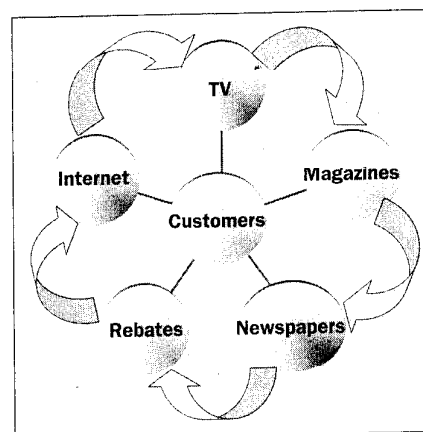 TV
Internet
Magazines
Customers
Rebates
Newspapers